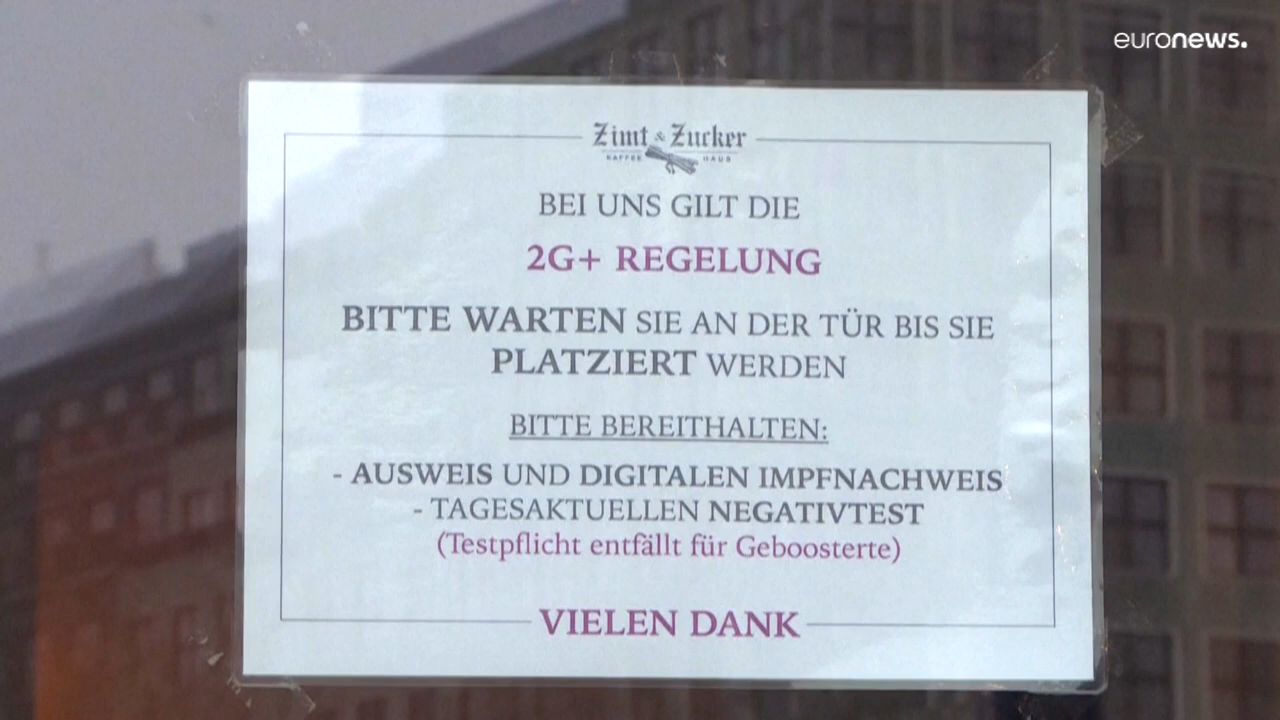 euronews.
Zimt & Zucker
KAFFEE HAUS
BEI UNS GILT DIE
2G+ REGELUNG
BITTE WARTEN SIE AN DER TÜR BIS SIE
PLATZIERT WERDEN
BITTE BEREITHALTEN:
- AUSWEIS UND DIGITALEN IMPFNACHWEIS
- TAGESAKTUELLEN NEGATIVTEST
(Testpflicht entfällt für Geboosterte)
VIELEN DANK